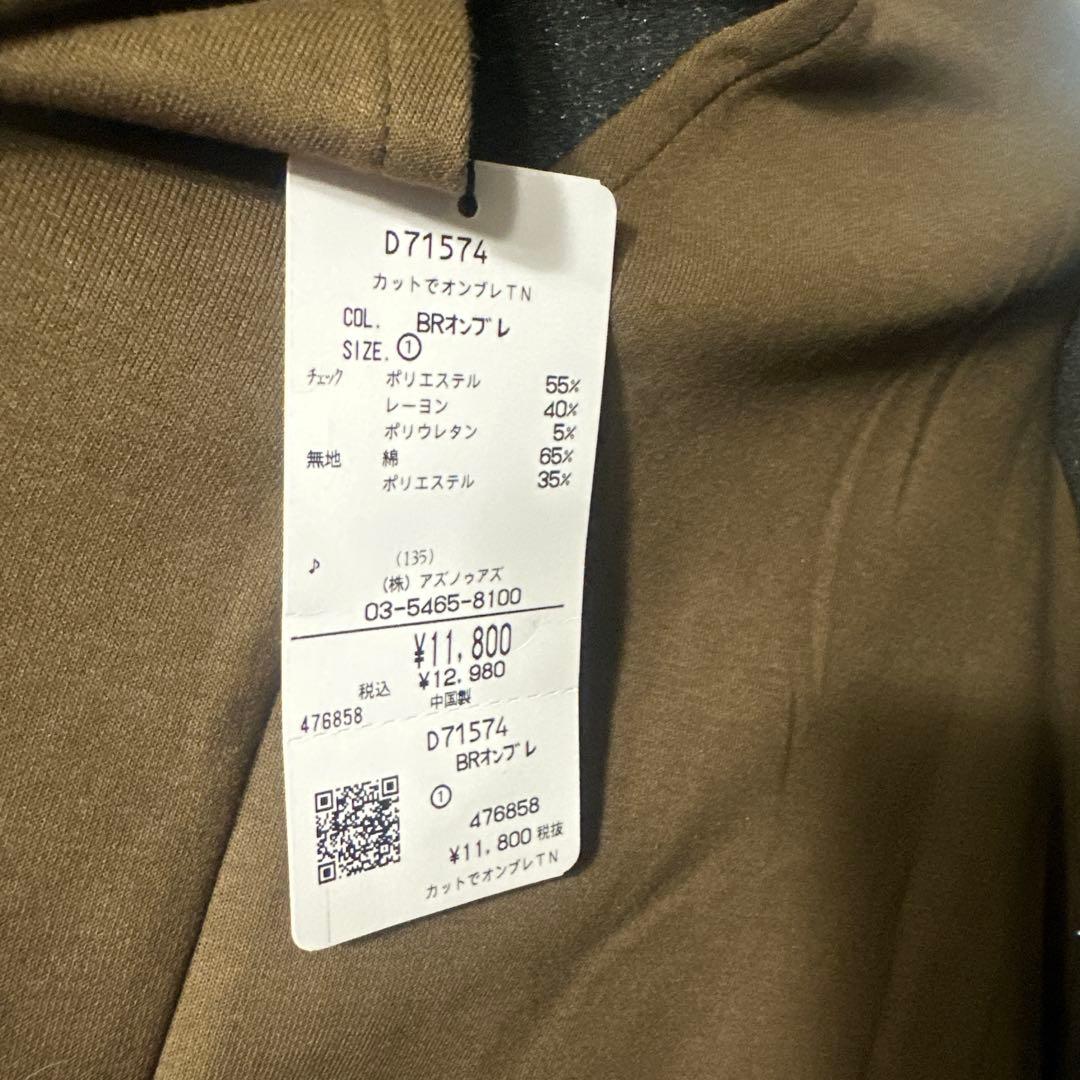 D71574
カットでオンブレTN
COL. BRオンブレ
SIZE. ①
チェック ポリエステル 55%
レーヨン 40%
ポリウレタン 5%
無地 綿 65%
ポリエステル 35%
♪ (135)
(株) アズノゥアズ
03-5465-8100
¥11,800
税込 ¥12,980
476858 中国製
D71574
BRオンブレ
①
476858
¥11,800 税抜
カットでオンブレTN